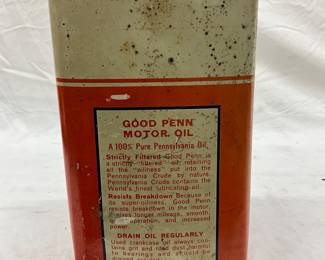 GOOD PENN
MOTOR OIL
A 100% Pure Pennsylvania Oil
Strictly Filtered Good Penn is
a strictly "filtered" oil retaining
all the "oiliness" put into the
Pennsylvania Crude by nature.
Pennsylvania Crude contains the
World's finest lubricating oil.
Resists Breakdown Because of
its super-oiliness, Good Penn
resists breakdown in the motor.
It gives longer mileage, smooth,
operation, and increased
power.
DRAIN OIL REGULARLY
Used crankcase oil always con-
tains grit and road dust harmful
to bearings and should be